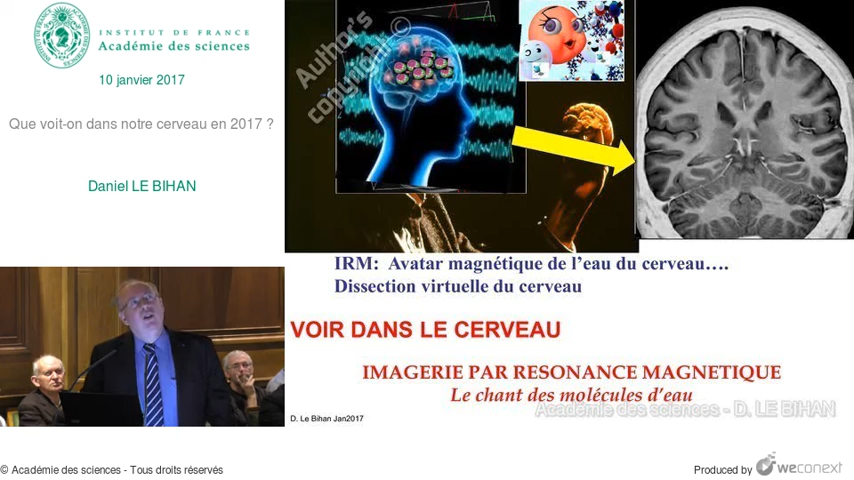 INSTITUT DE FRANCE
Académie des sciences
10 janvier 2017
Que voit-on dans notre cerveau en 2017 ?
Daniel LE BIHAN
Author's
copyright ©
IRM: Avatar magnétique de l'eau du cerveau….
Dissection virtuelle du cerveau
VOIR DANS LE CERVEAU
IMAGERIE PAR RESONANCE MAGNETIQUE
Le chant des molécules d'eau
Académie des sciences - D. LE BIHAN
D. Le Bihan Jan2017
© Académie des sciences - Tous droits réservés
Produced by weconext